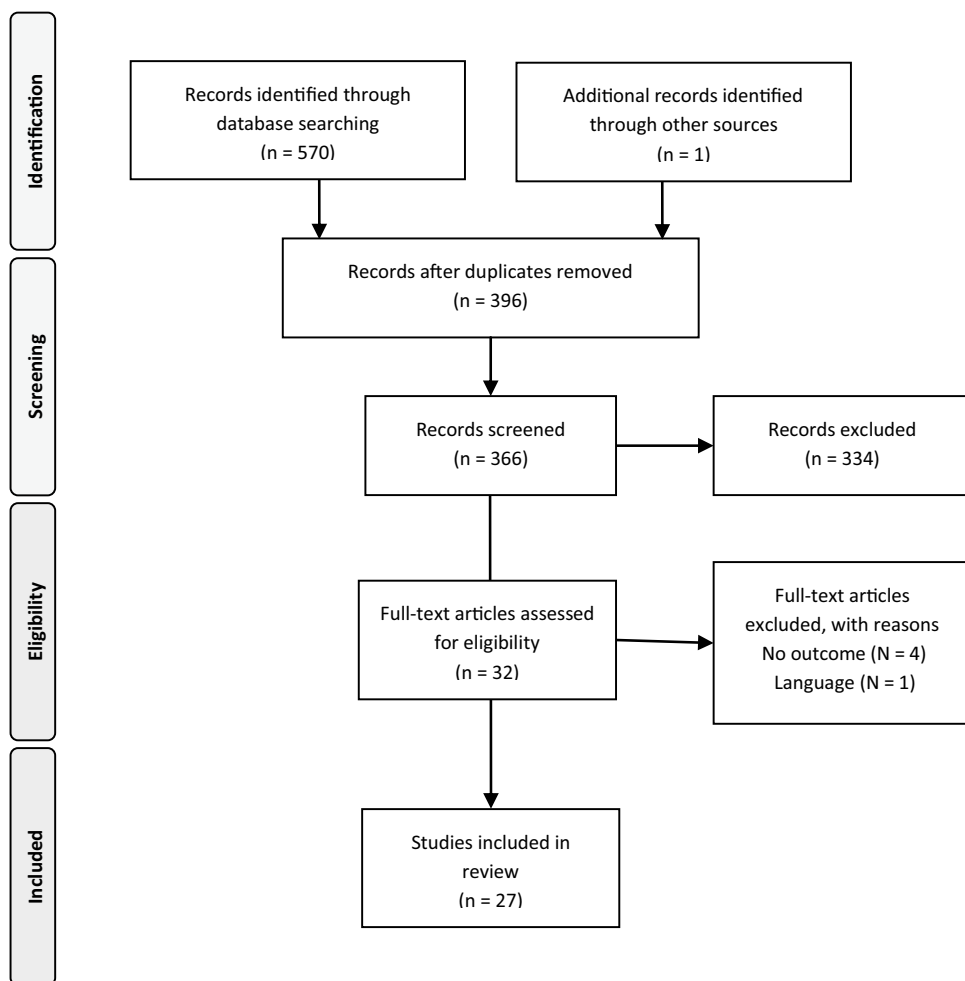 Identification
Records identified through
database searching
(n = 570)
Additional records identified
through other sources
(n = 1)
Records after duplicates removed
(n = 396)
Screening
Records screened
(n = 366)
Records excluded
(n = 334)
Eligibility
Full-text articles assessed
for eligibility
(n = 32)
Full-text articles
excluded, with reasons
No outcome (N = 4)
Language (N = 1)
Included
Studies included in
review
(n = 27)